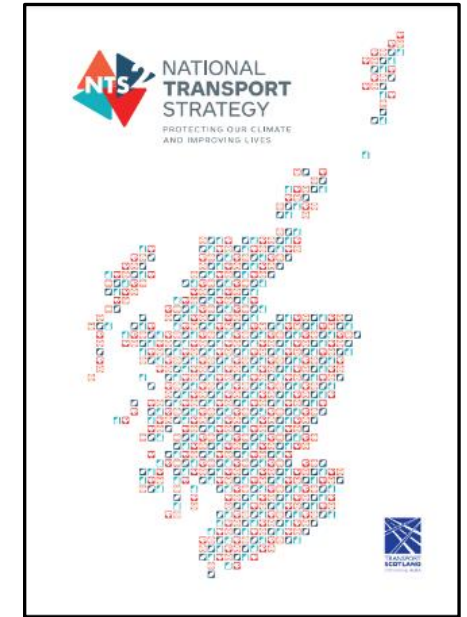 NTS2
NATIONAL
TRANSPORT
STRATEGY
PROTECTING OUR CLIMATE
AND IMPROVING LIVES
TRANSPORT
SCOTLAND